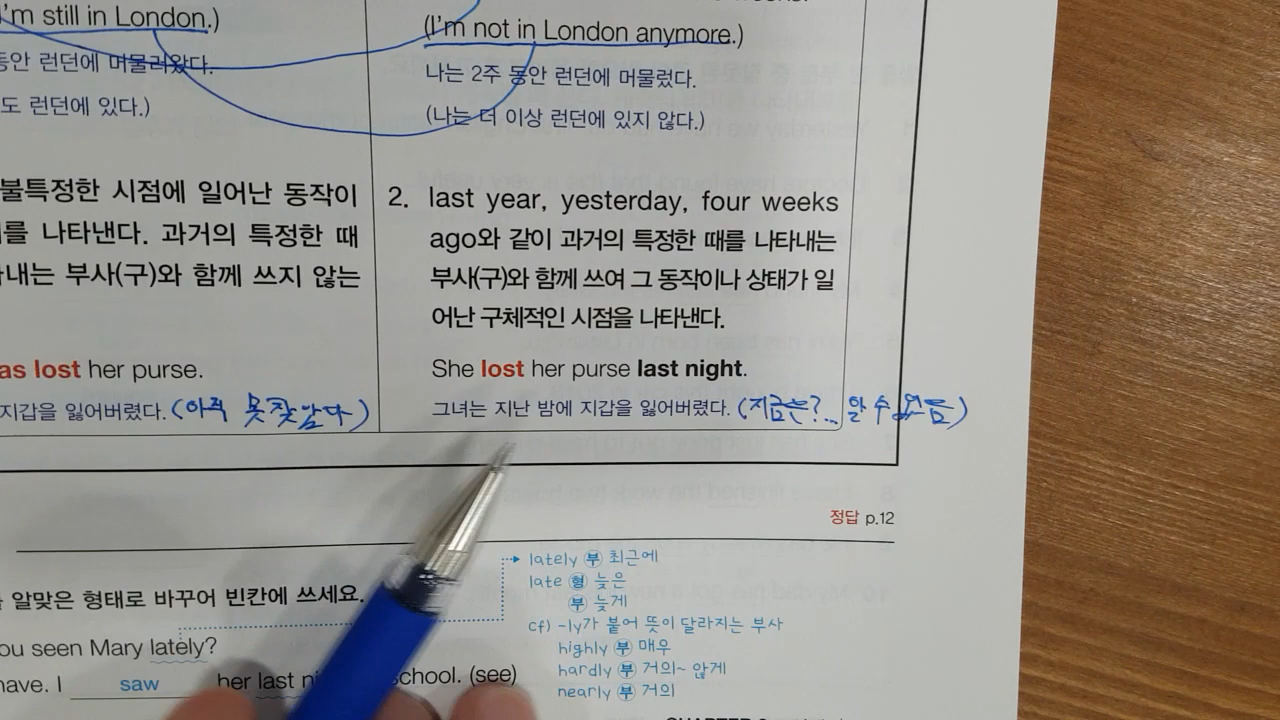 I'm still in London.)
동안 런던에 머물러왔다.
도 런던에 있다.)
불특정한 시점에 일어난 동작이
를 나타낸다. 과거의 특정한 때
내는 부사(구)와 함께 쓰지 않는
as lost her purse.
지갑을 잃어버렸다. (아직 못찾았다)
(I'm not in London anymore.)
나는 2주 동안 런던에 머물렀다.
(나는 더 이상 런던에 있지 않다.)
2. last year, yesterday, four weeks
ago와 같이 과거의 특정한 때를 나타내는
부사(구)와 함께 쓰여 그 동작이나 상태가 일
어난 구체적인 시점을 나타낸다.
She lost her purse last night.
그녀는 지난 밤에 지갑을 잃어버렸다. (지금은?... 알 수 없음)
정답 p.12
알맞은 형태로 바꾸어 빈칸에 쓰세요.
ou seen Mary lately?
have. I saw her last school. (see)
lately 부 최근에
late 형 늦은
부 늦게
cf) -ly가 붙어 뜻이 달라지는 부사
highly 부 매우
hardly 부 거의~ 않게
nearly 부 거의